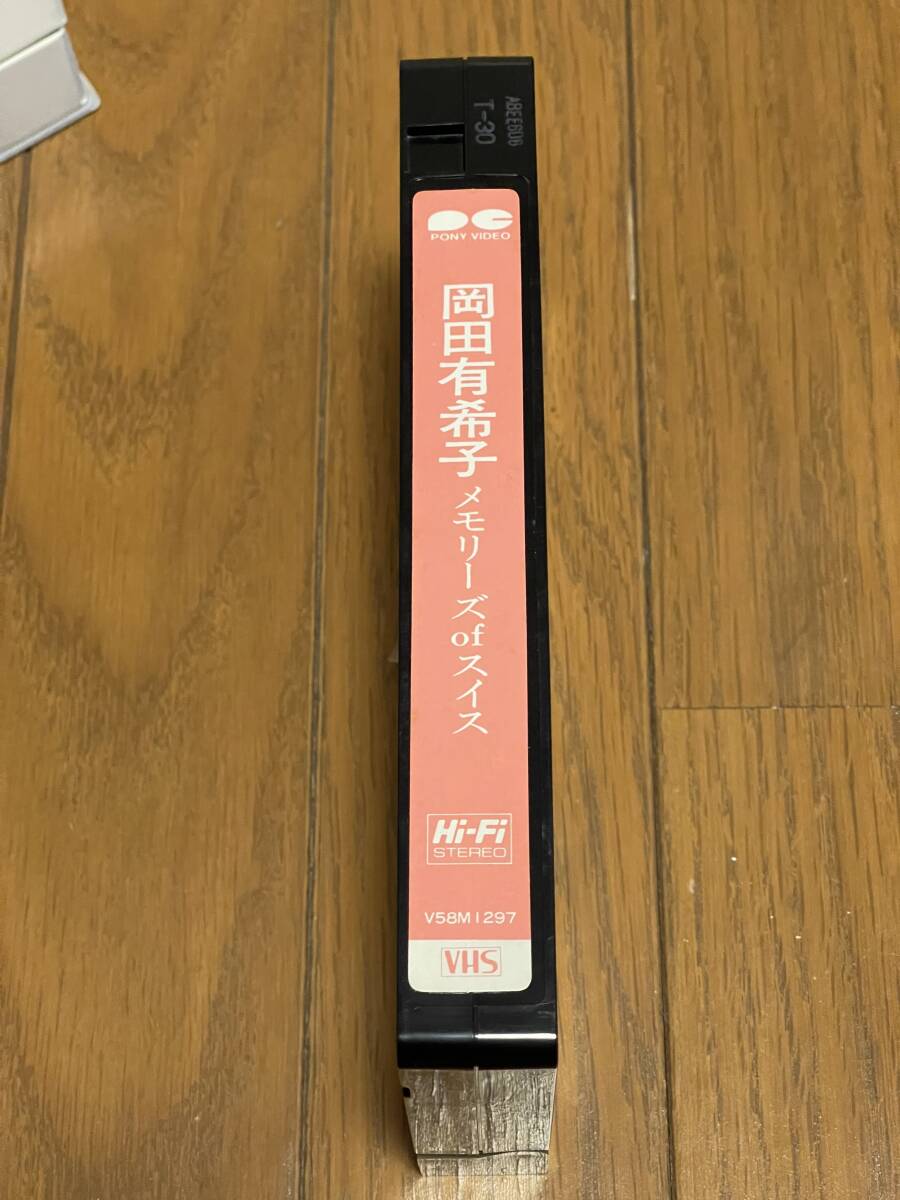 ABEE606
T-30
PONY VIDEO
岡田有希子 メモリーズofスイス
Hi-Fi
STEREO
V58M1297
VHS